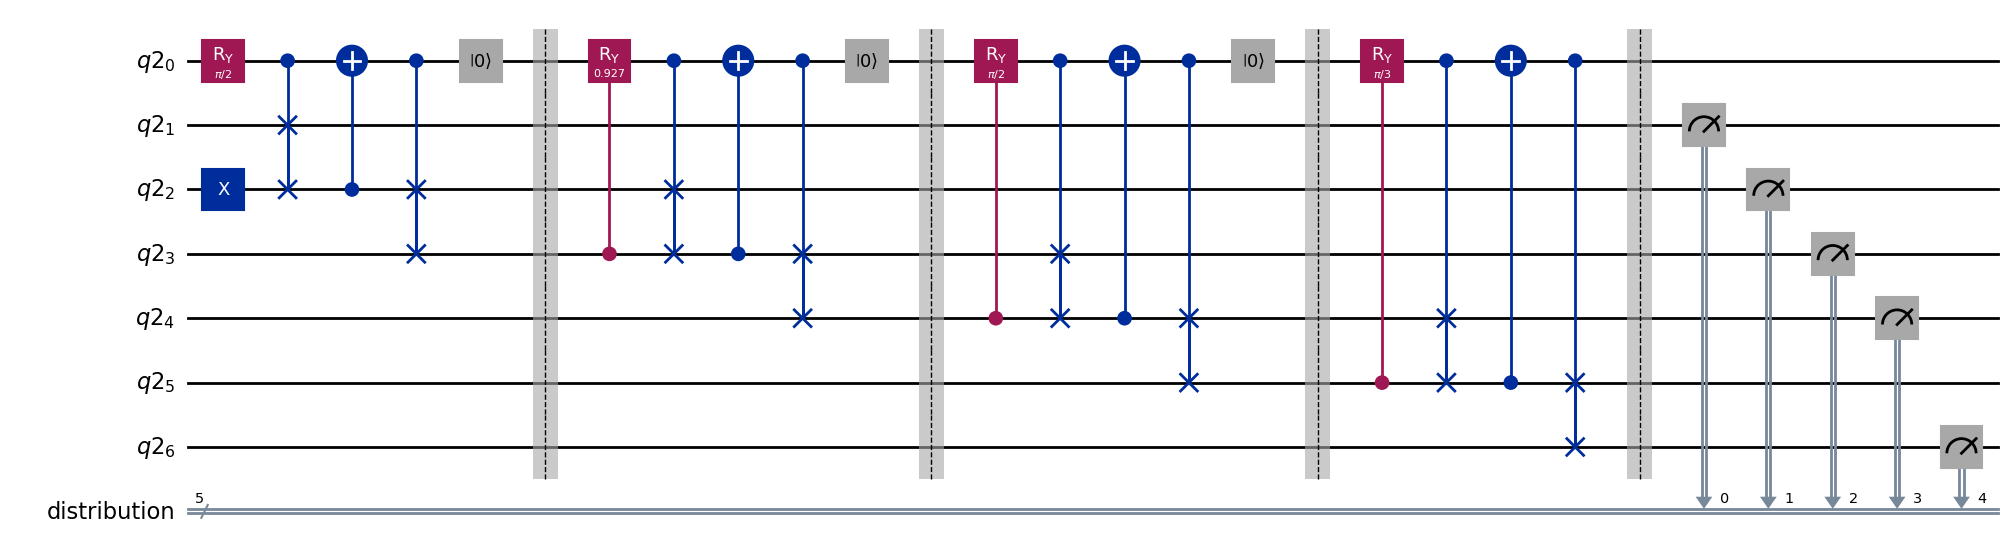 q2₀ R_Y π/2 |0⟩ R_Y 0.927 |0⟩ R_Y π/2 |0⟩ R_Y π/3
q2₁
q2₂ X
q2₃
q2₄
q2₅
q2₆
distribution 5 0 1 2 3 4